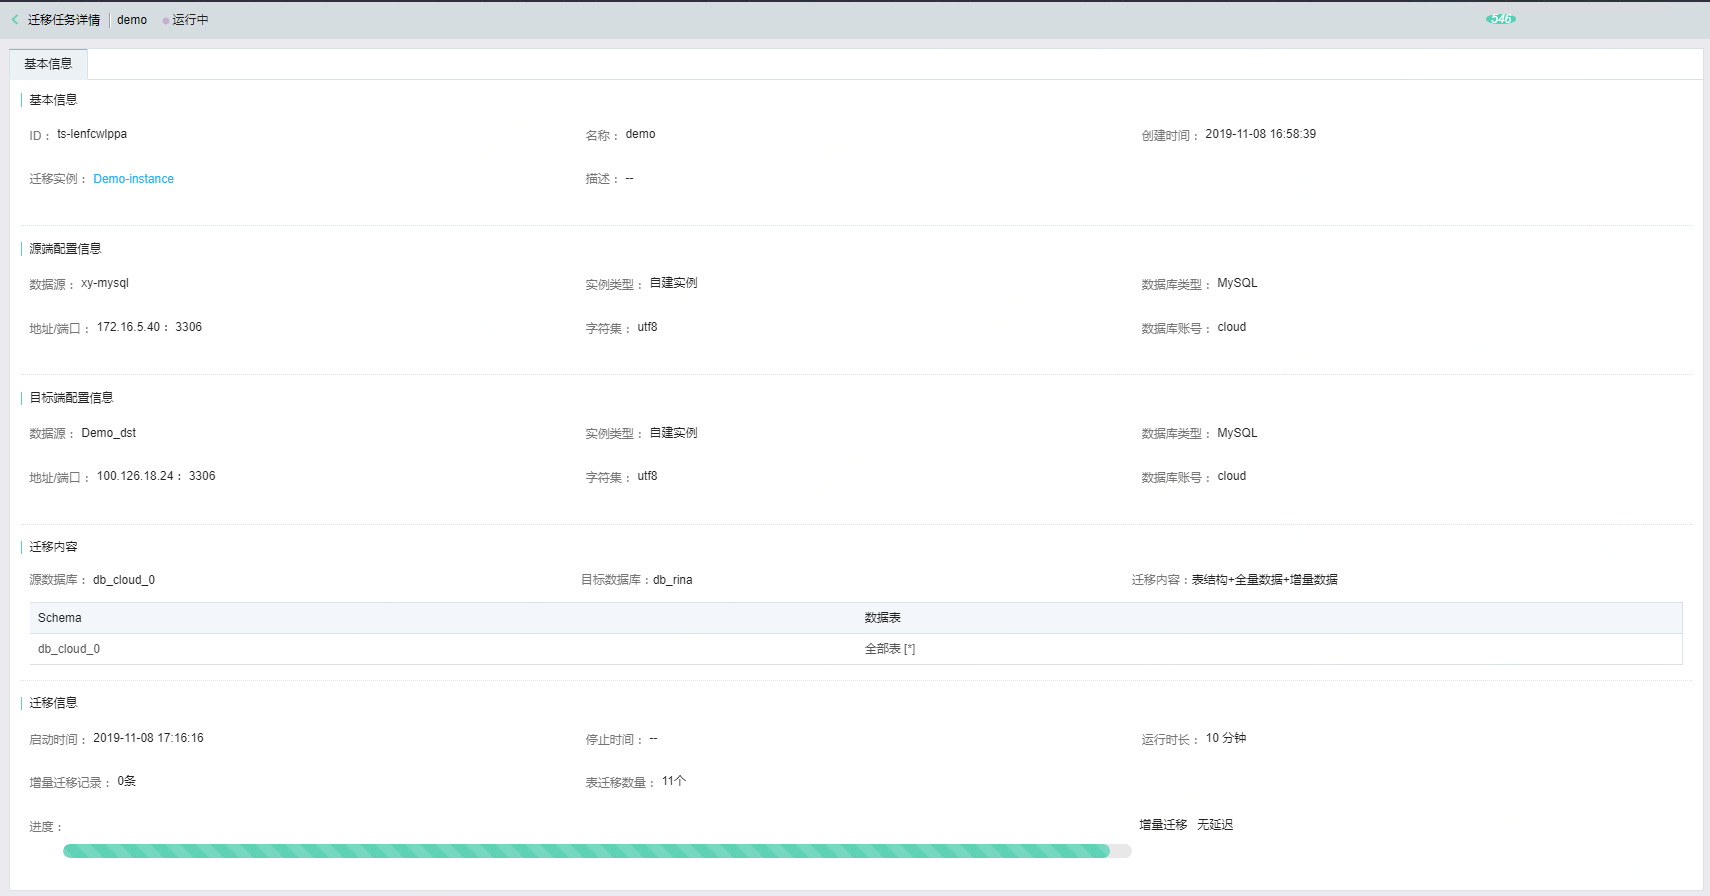 迁移任务详情 demo 运行中 546
基本信息
基本信息
ID： ts-lenfcwlppa 名称： demo 创建时间： 2019-11-08 16:58:39
迁移实例： Demo-instance 描述： --
源端配置信息
数据源： xy-mysql 实例类型： 自建实例 数据库类型： MySQL
地址/端口： 172.16.5.40： 3306 字符集： utf8 数据库账号： cloud
目标端配置信息
数据源： Demo_dst 实例类型： 自建实例 数据库类型： MySQL
地址/端口： 100.126.18.24： 3306 字符集： utf8 数据库账号： cloud
迁移内容
源数据库： db_cloud_0 目标数据库：db_rina 迁移内容：表结构+全量数据+增量数据
Schema 数据表
db_cloud_0 全部表 [*]
迁移信息
启动时间： 2019-11-08 17:16:16 停止时间： -- 运行时长： 10 分钟
增量迁移记录： 0条 表迁移数量： 11个
进度： 增量迁移 无延迟